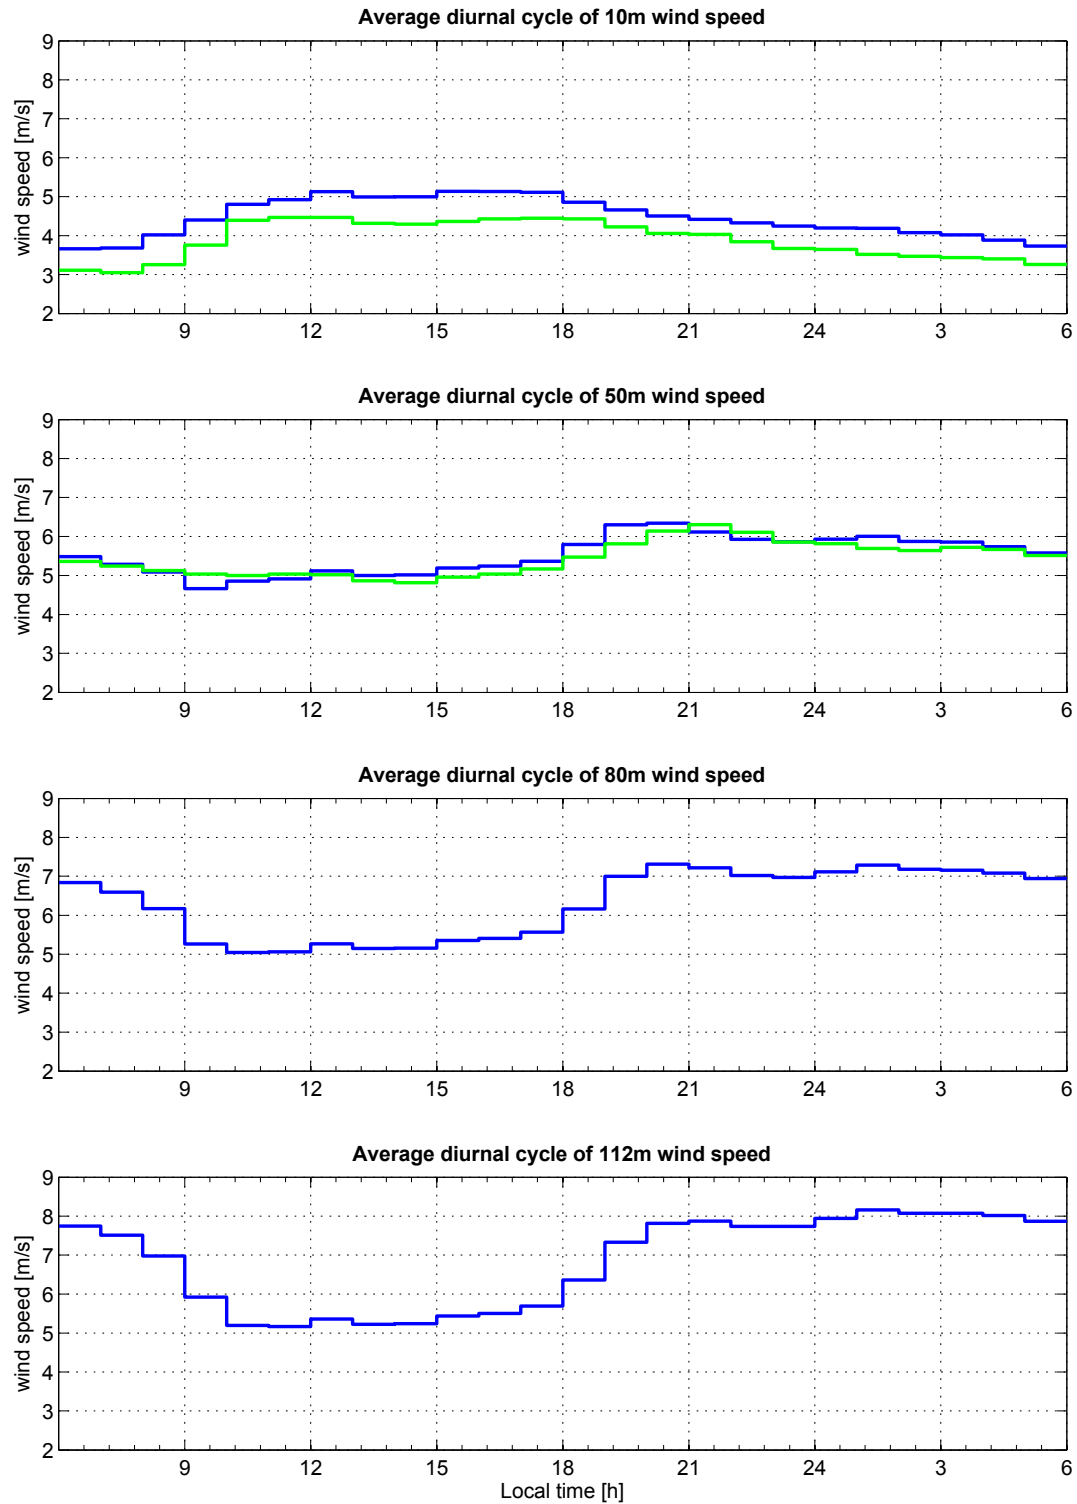 Average diurnal cycle of 10m wind speed
9
8
7
6
5
4
3
2
wind speed [m/s]
9 12 15 18 21 24 3 6
Average diurnal cycle of 50m wind speed
9
8
7
6
5
4
3
2
wind speed [m/s]
9 12 15 18 21 24 3 6
Average diurnal cycle of 80m wind speed
9
8
7
6
5
4
3
2
wind speed [m/s]
9 12 15 18 21 24 3 6
Average diurnal cycle of 112m wind speed
9
8
7
6
5
4
3
2
wind speed [m/s]
9 12 15 18 21 24 3 6
Local time [h]